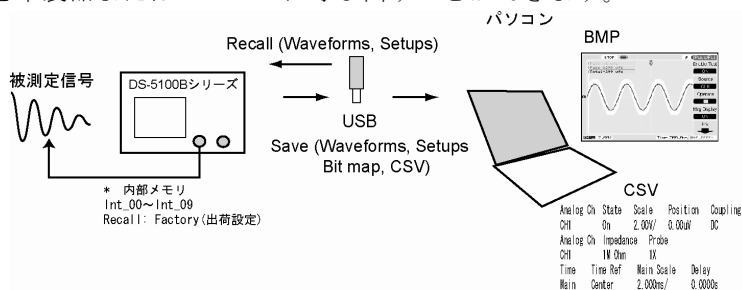 パソコン
BMP
Recall (Waveforms, Setups)
被測定信号
DS-5100Bシリーズ
USB
Save (Waveforms, Setups
Bit map, CSV)
STOP
* 内部メモリ
Int_00～Int_09
Recall: Factory(出荷設定)
Source
CSV
Analog Ch State Scale Position Coupling
CH1 On 2.00V/ 0.00uV DC
Analog Ch Impedance Probe
CH1 1M Ohm 1X
Time Time Ref Main Scale Delay
Main Center 2.000ms/ 0.0000s